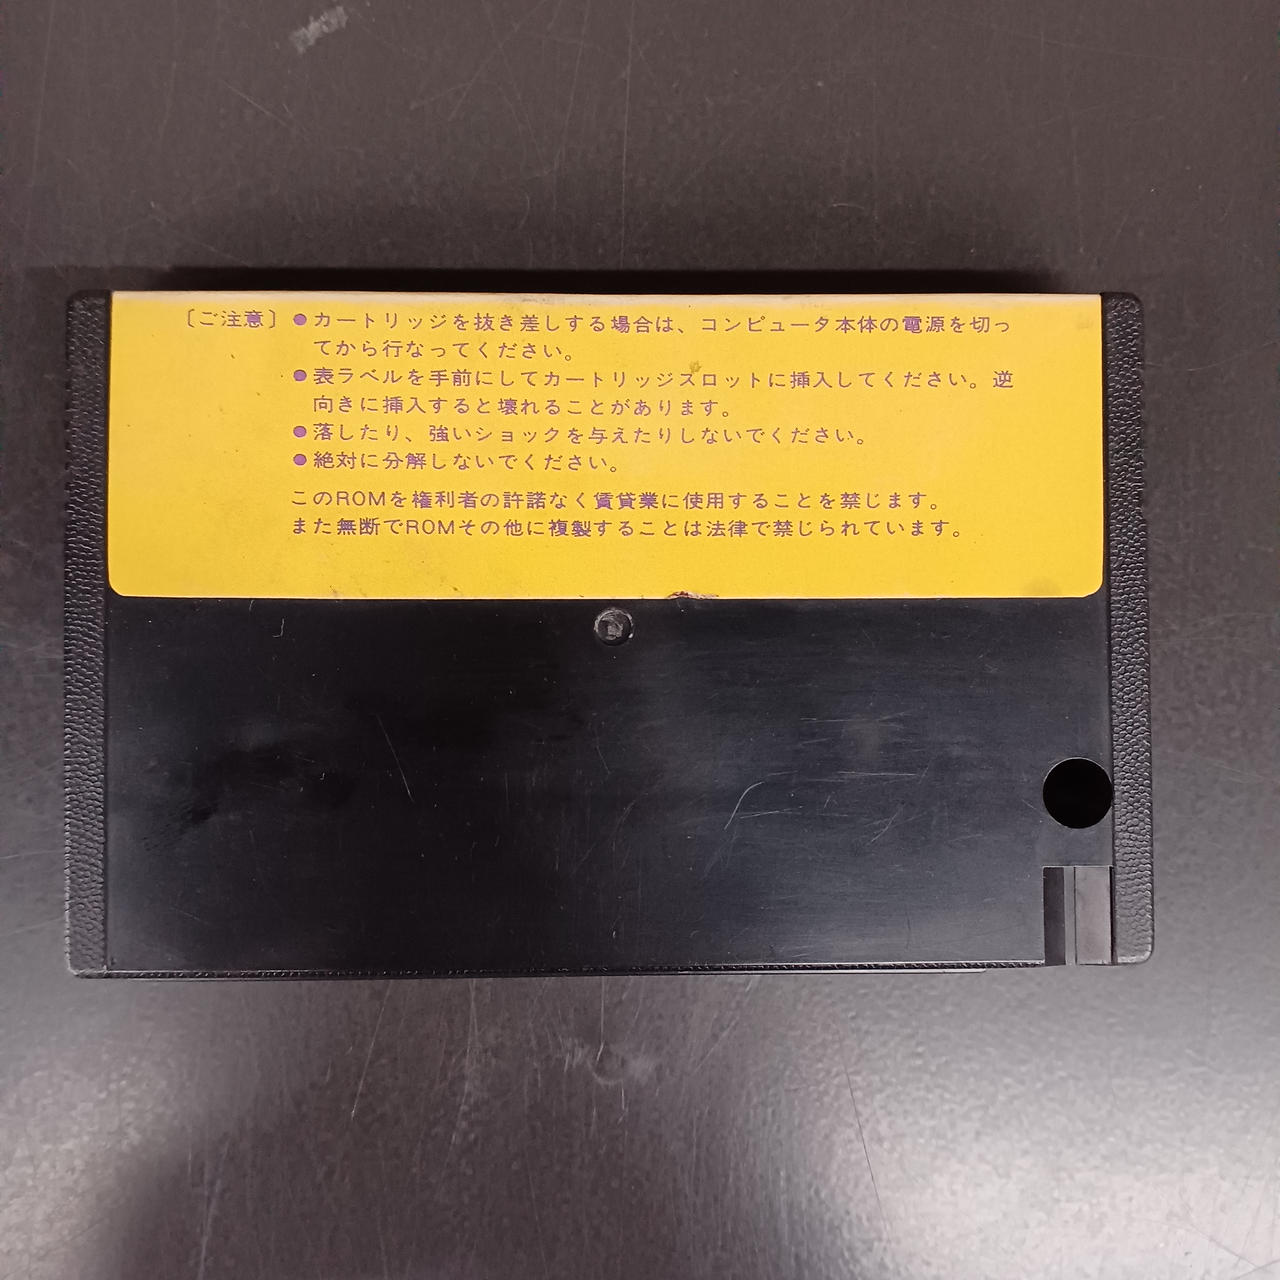 〔ご注意〕●カートリッジを抜き差しする場合は、コンピュータ本体の電源を切っ
てから行なってください。
●表ラベルを手前にしてカートリッジスロットに挿入してください。逆
向きに挿入すると壊れることがあります。
●落したり、強いショックを与えたりしないでください。
●絶対に分解しないでください。
このROMを権利者の許諾なく賃貸業に使用することを禁じます。
また無断でROMその他に複製することは法律で禁じられています。